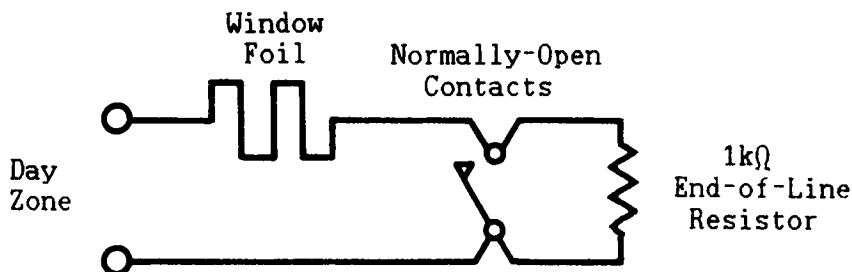 Window
Foil
Normally-Open
Contacts
Day
Zone
1kΩ
End-of-Line
Resistor